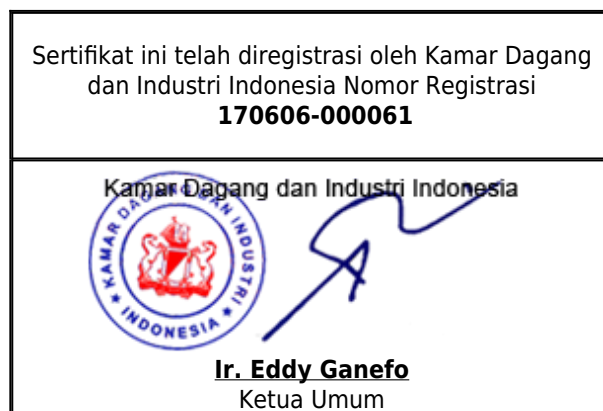 Sertifikat ini telah diregistrasi oleh Kamar Dagang
dan Industri Indonesia Nomor Registrasi
170606-000061
Kamar Dagang dan Industri Indonesia
KAMAR DAGANG DAN INDUSTRI
INDONESIA
Ir. Eddy Ganefo
Ketua Umum